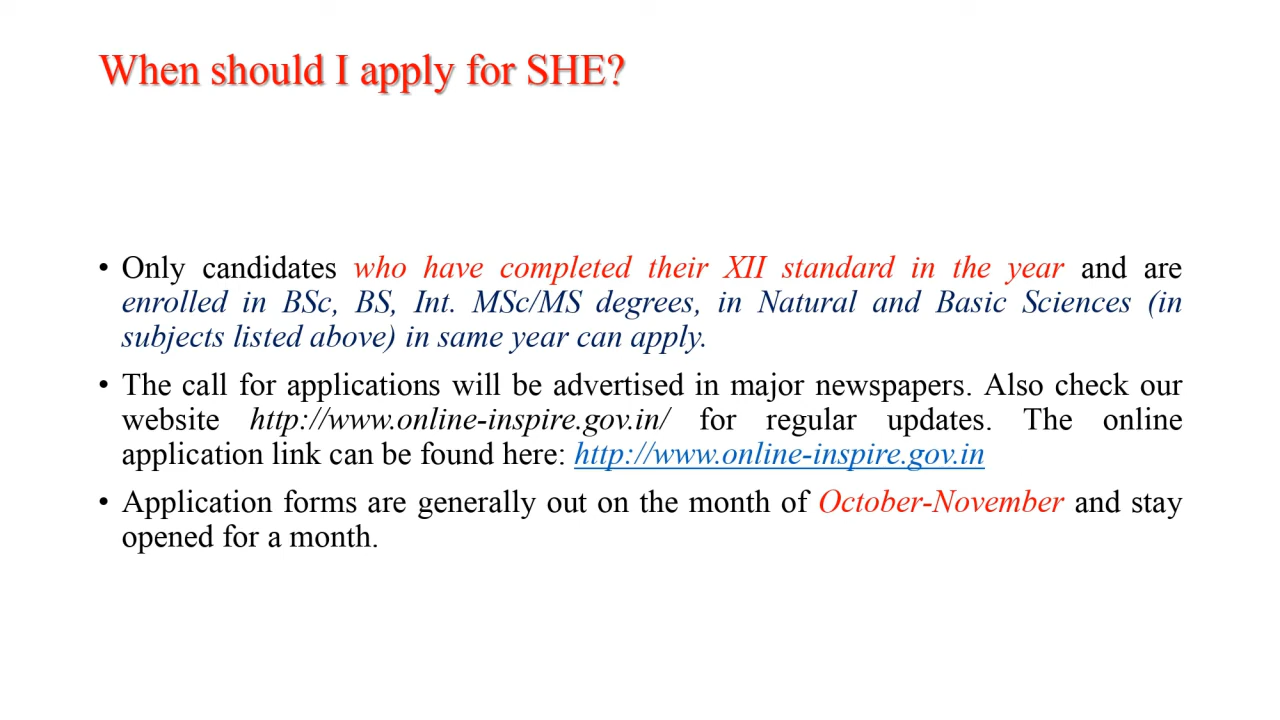 When should I apply for SHE?
• Only candidates who have completed their XII standard in the year and are
enrolled in BSc, BS, Int. MSc/MS degrees, in Natural and Basic Sciences (in
subjects listed above) in same year can apply.
• The call for applications will be advertised in major newspapers. Also check our
website http://www.online-inspire.gov.in/ for regular updates. The online
application link can be found here: http://www.online-inspire.gov.in
• Application forms are generally out on the month of October-November and stay
opened for a month.